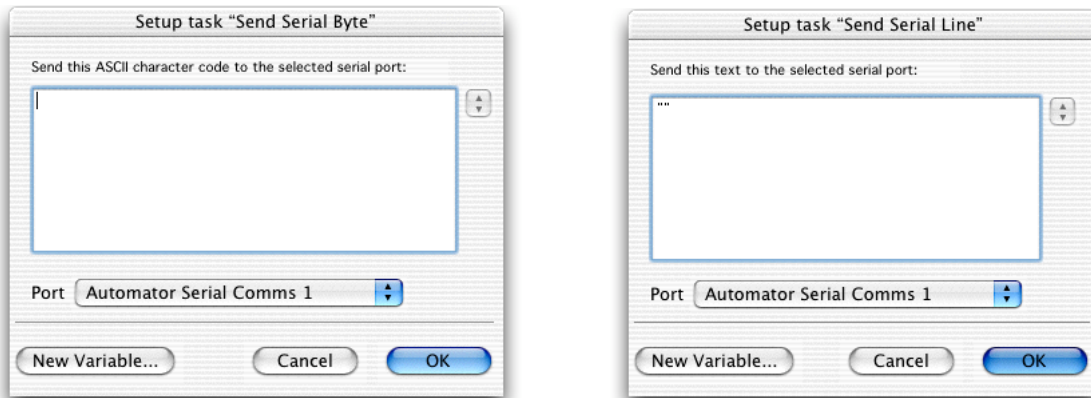 Setup task “Send Serial Byte”
Send this ASCII character code to the selected serial port:
Port Automator Serial Comms 1
New Variable... Cancel OK
Setup task “Send Serial Line”
Send this text to the selected serial port:
""
Port Automator Serial Comms 1
New Variable... Cancel OK